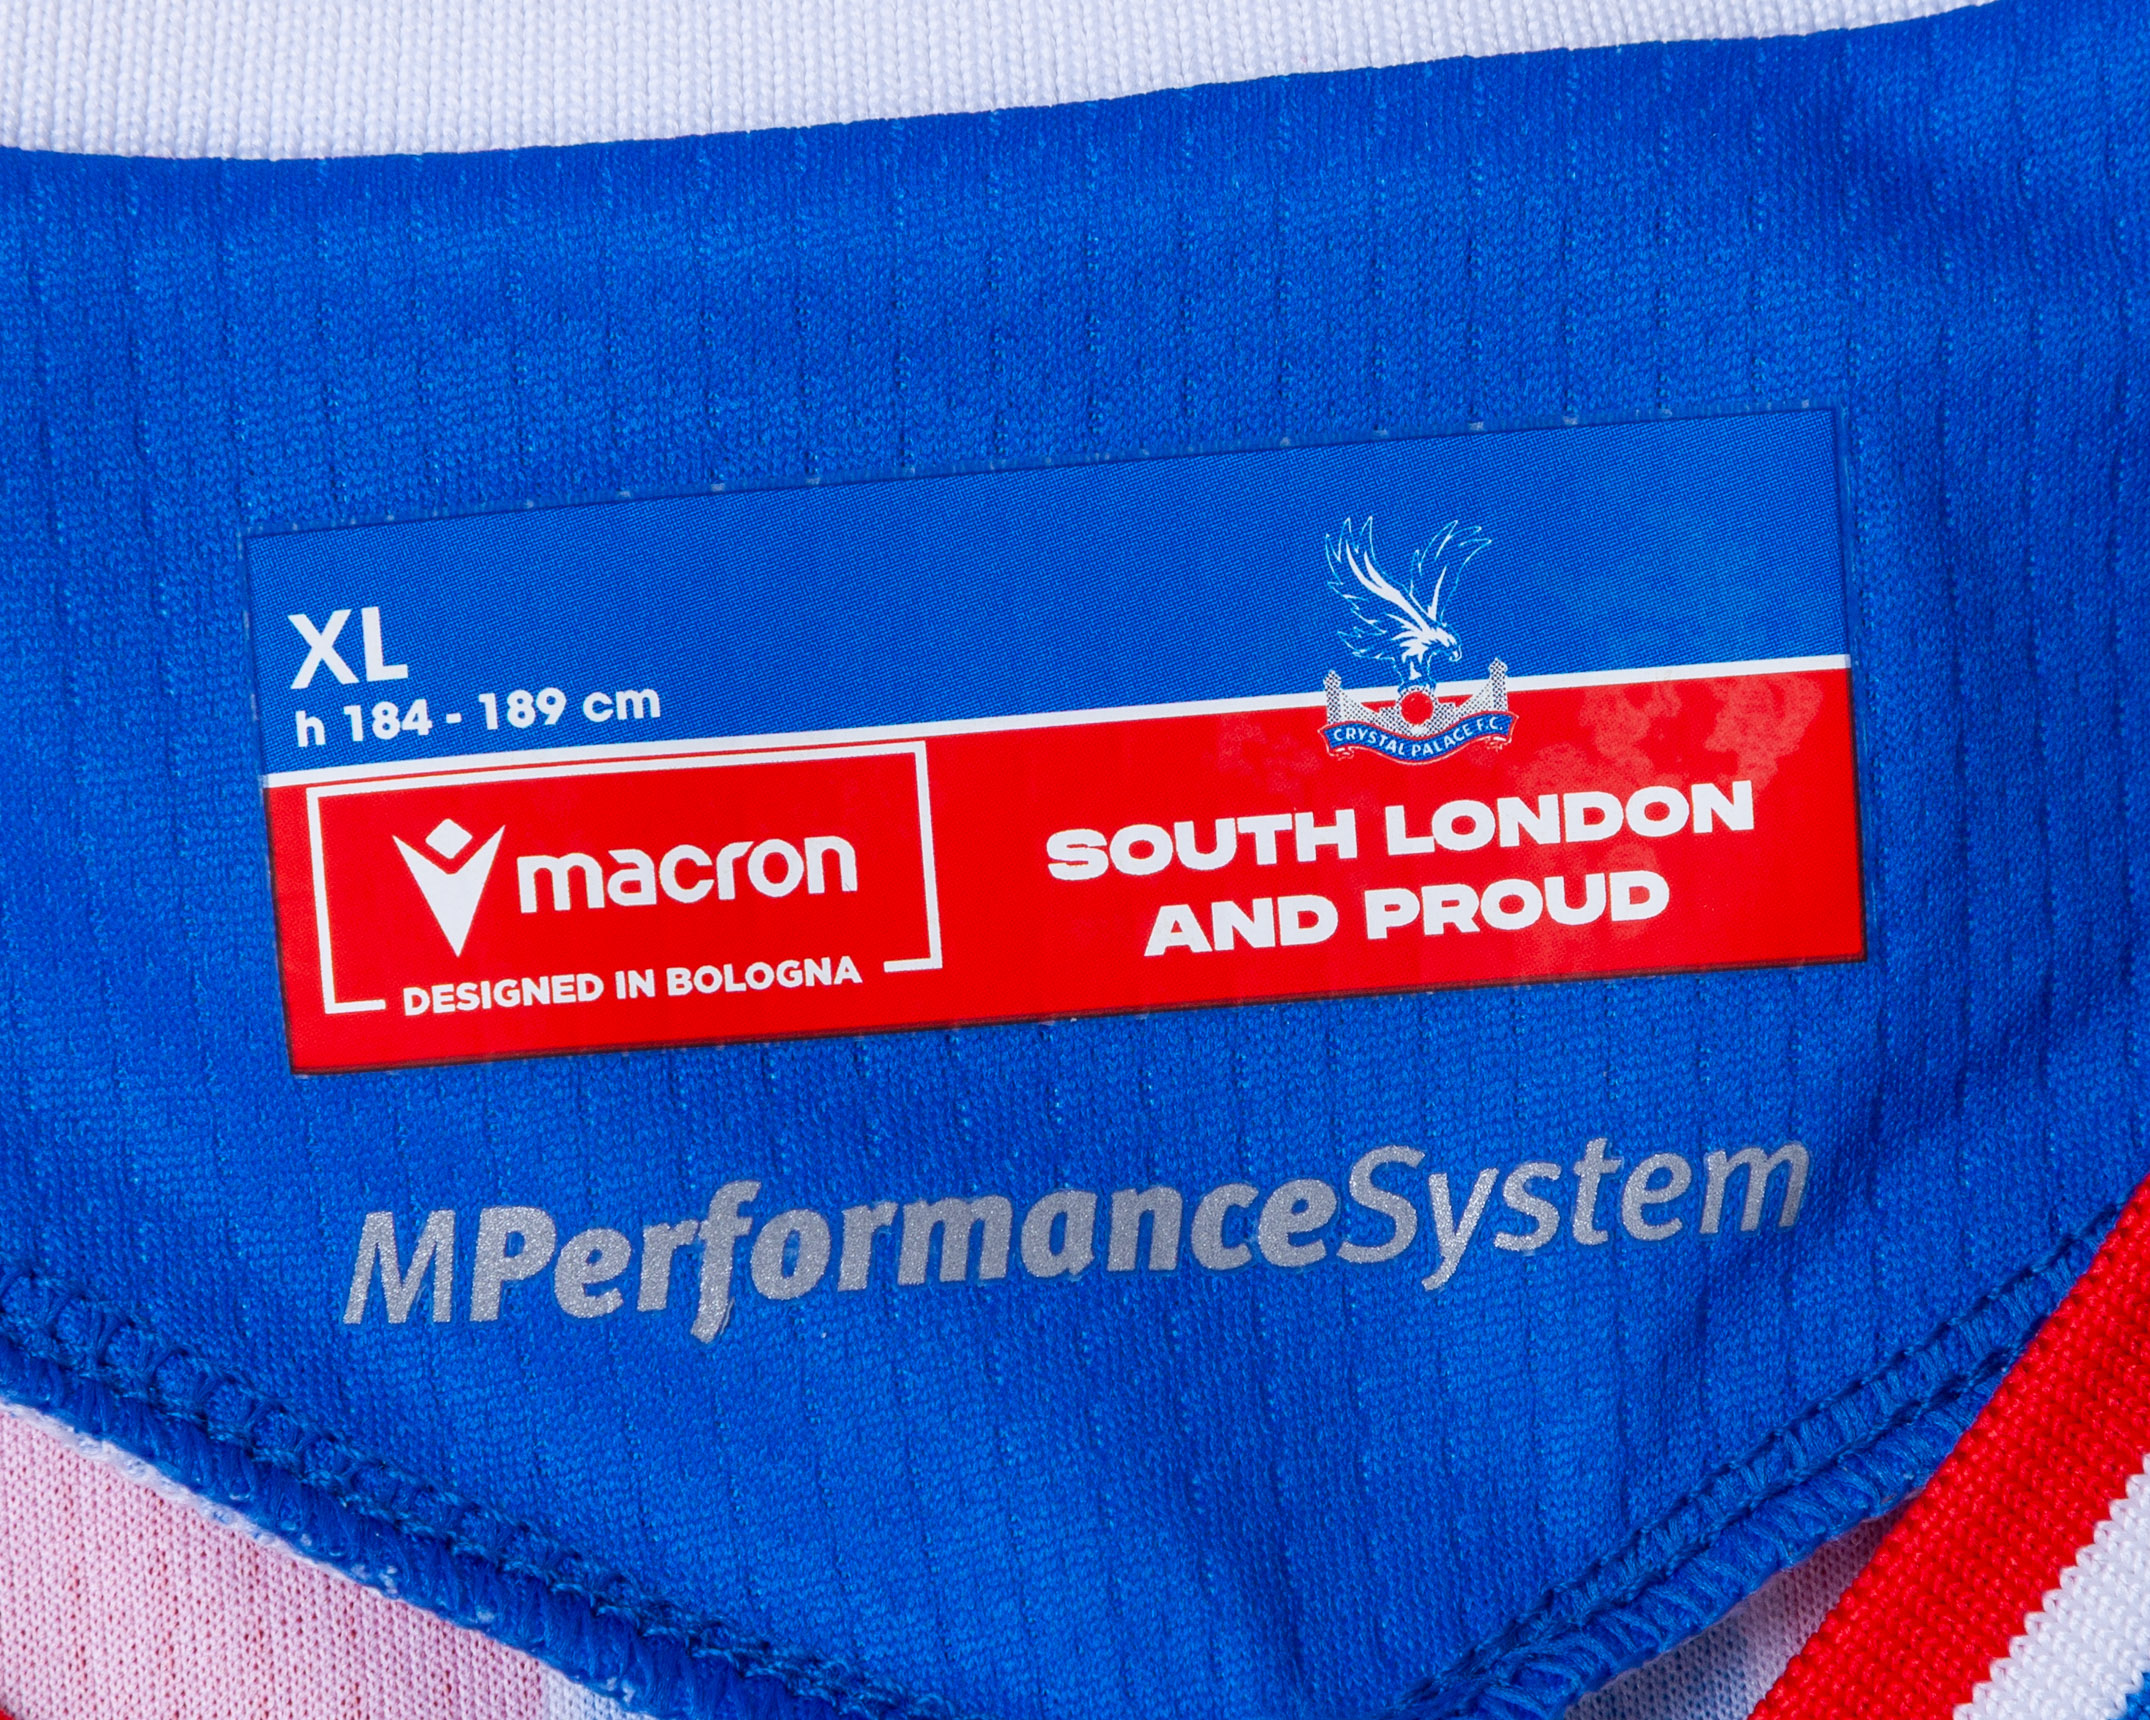 XL
h 184 - 189 cm
CRYSTAL PALACE F.C.
macron
DESIGNED IN BOLOGNA
SOUTH LONDON
AND PROUD
MPerformanceSystem